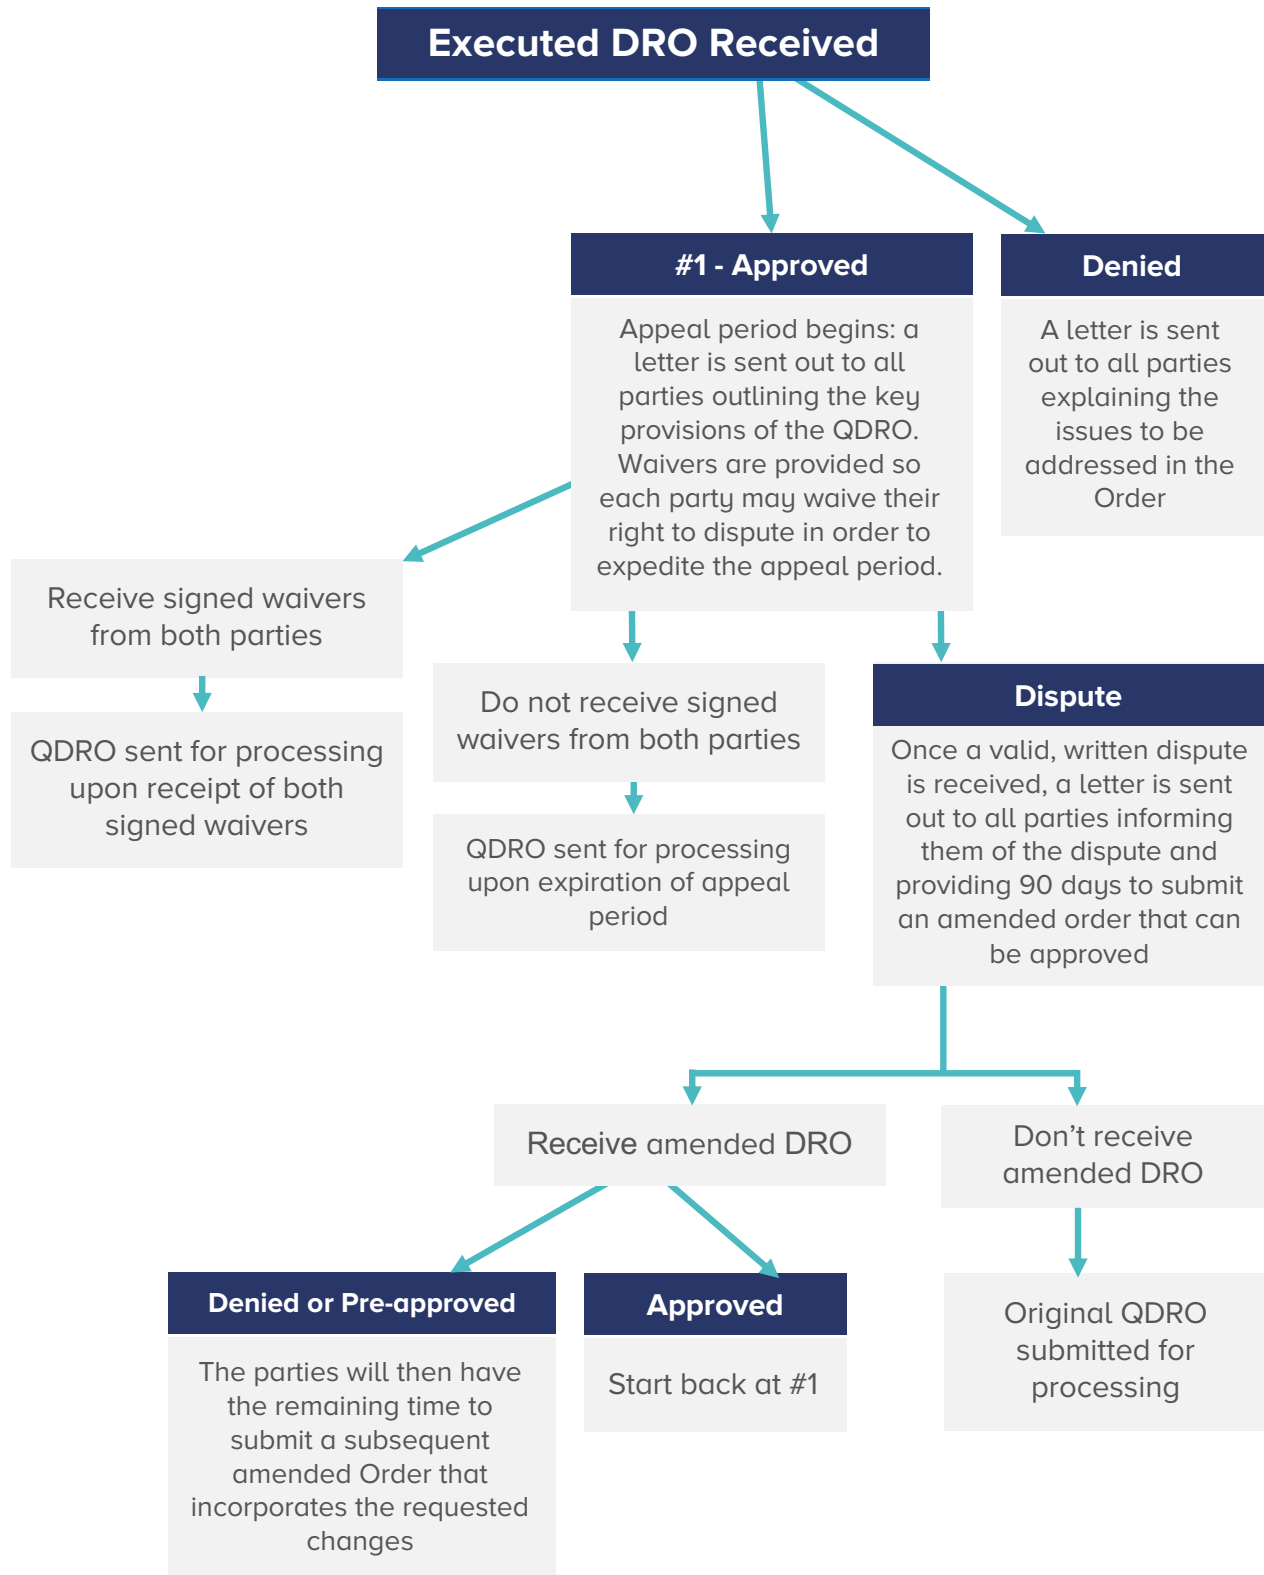 Executed DRO Received
#1 - Approved
Appeal period begins: a
letter is sent out to all
parties outlining the key
provisions of the QDRO.
Waivers are provided so
each party may waive their
right to dispute in order to
expedite the appeal period.
Denied
A letter is sent
out to all parties
explaining the
issues to be
addressed in the
Order
Receive signed waivers
from both parties
QDRO sent for processing
upon receipt of both
signed waivers
Do not receive signed
waivers from both parties
QDRO sent for processing
upon expiration of appeal
period
Dispute
Once a valid, written dispute
is received, a letter is sent
out to all parties informing
them of the dispute and
providing 90 days to submit
an amended order that can
be approved
Receive amended DRO
Don’t receive
amended DRO
Denied or Pre-approved
The parties will then have
the remaining time to
submit a subsequent
amended Order that
incorporates the requested
changes
Approved
Start back at #1
Original QDRO
submitted for
processing